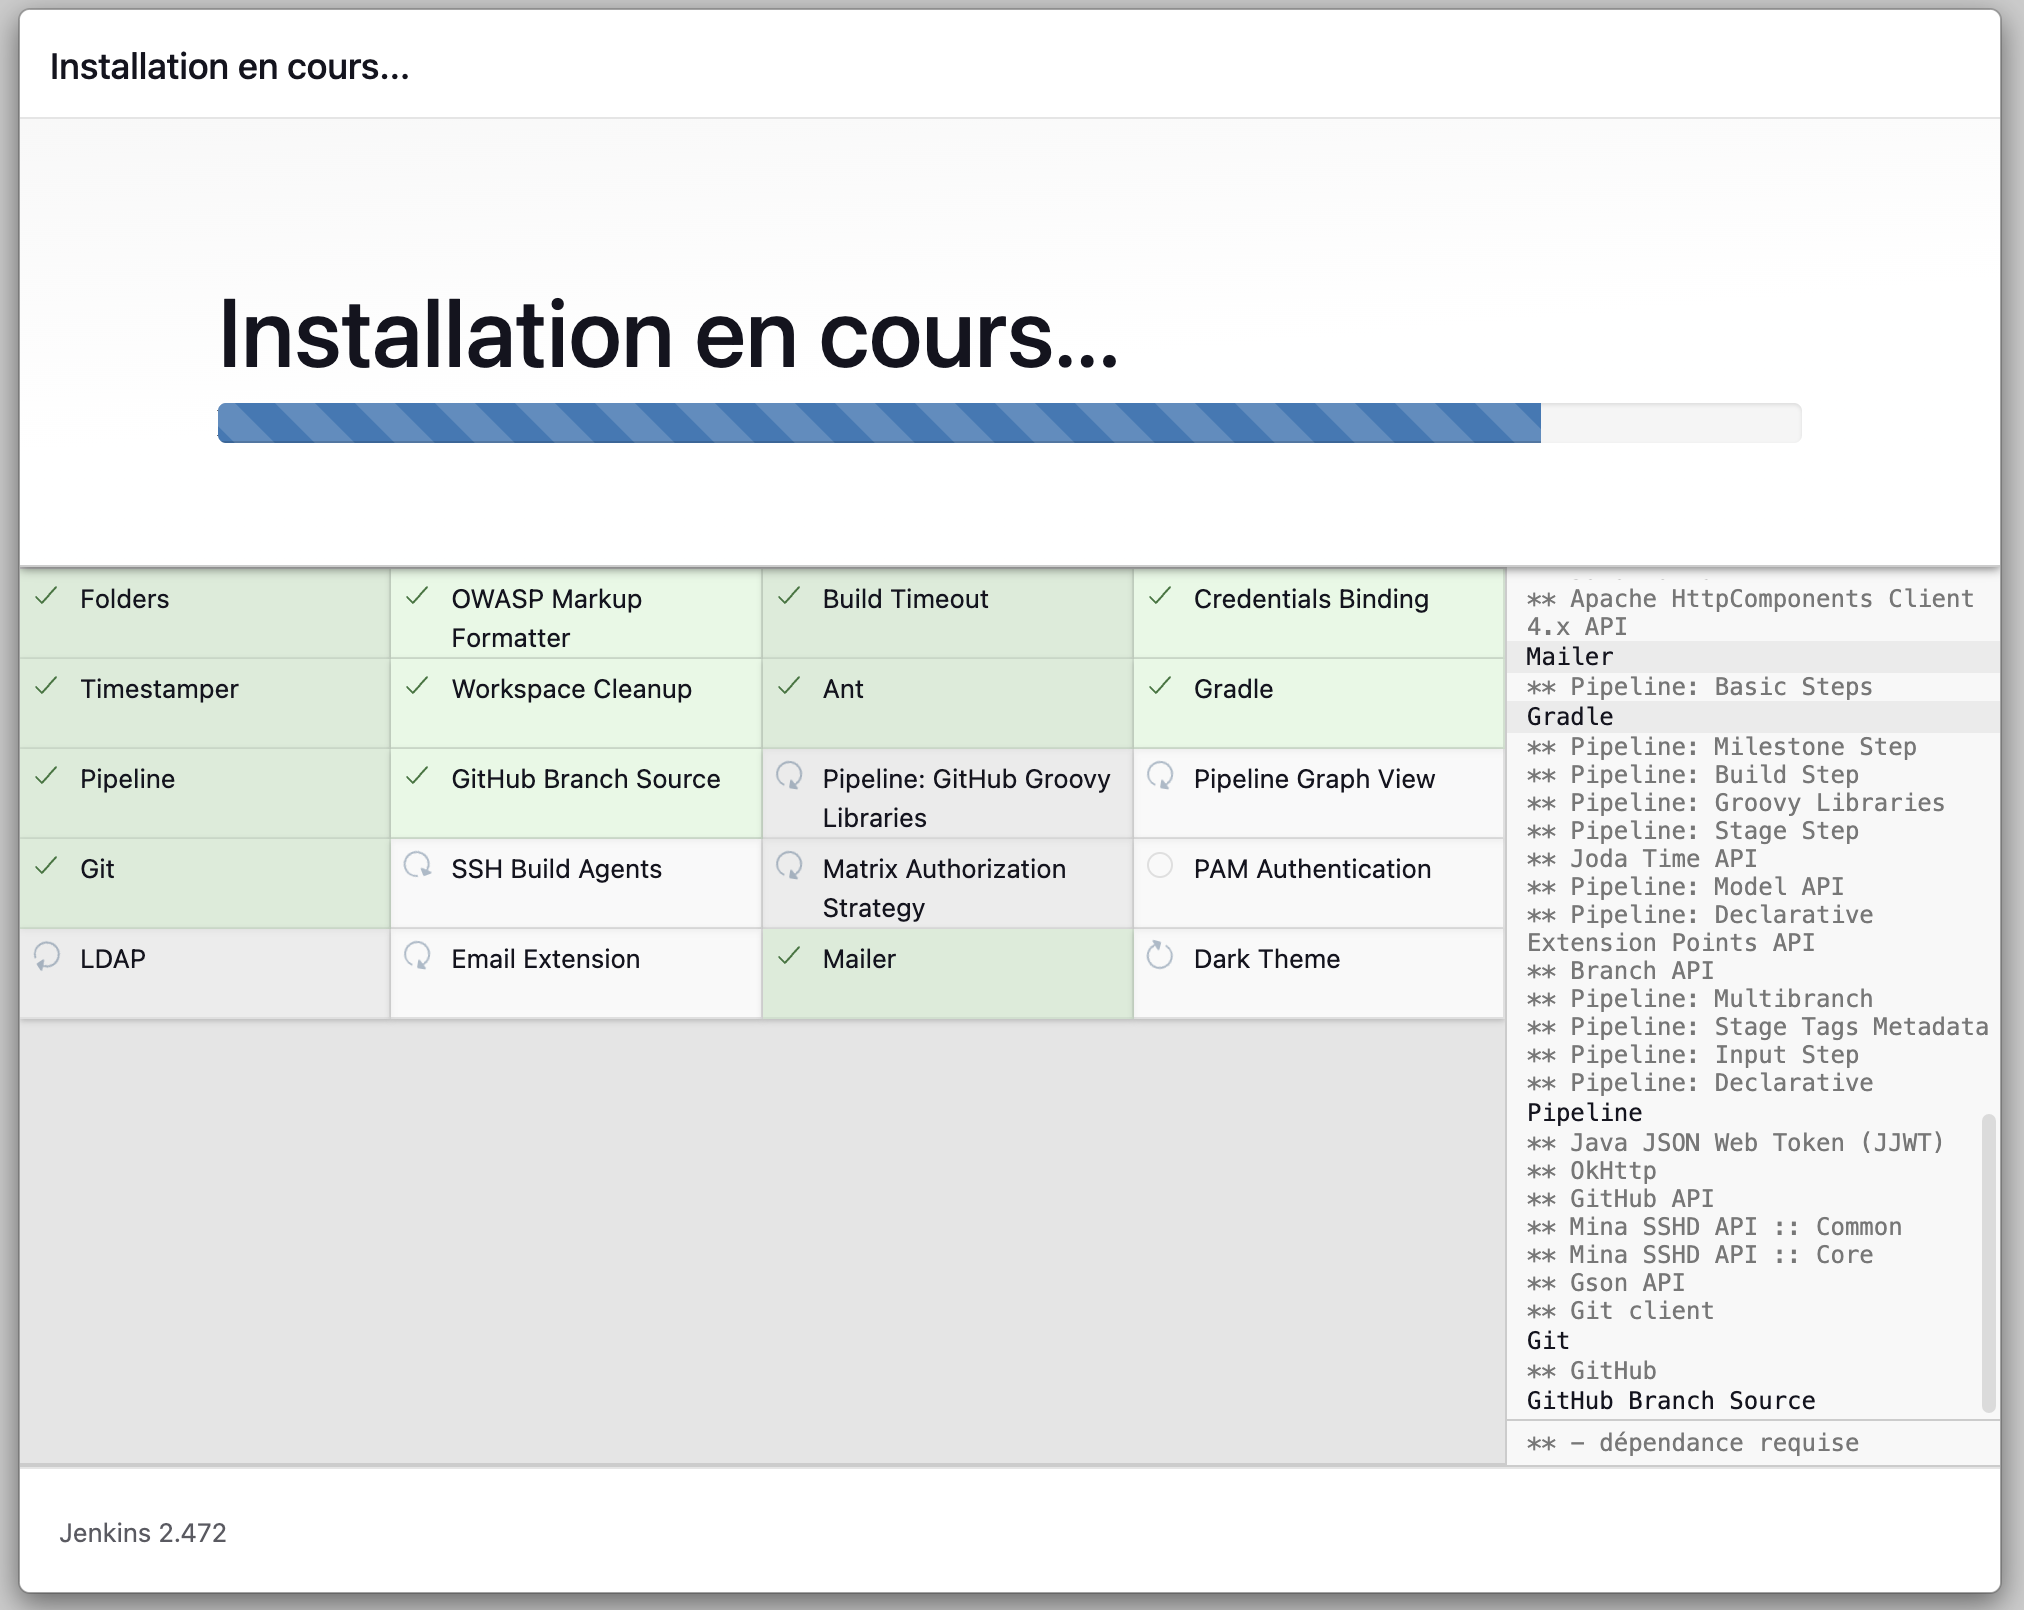 Installation en cours...
Installation en cours...
Folders
OWASP Markup
Formatter
Build Timeout
Credentials Binding
Timestamper
Workspace Cleanup
Ant
Gradle
Pipeline
GitHub Branch Source
Pipeline: GitHub Groovy
Libraries
Pipeline Graph View
Git
SSH Build Agents
Matrix Authorization
Strategy
PAM Authentication
LDAP
Email Extension
Mailer
Dark Theme
** Apache HttpComponents Client
4.x API
Mailer
** Pipeline: Basic Steps
Gradle
** Pipeline: Milestone Step
** Pipeline: Build Step
** Pipeline: Groovy Libraries
** Pipeline: Stage Step
** Joda Time API
** Pipeline: Model API
** Pipeline: Declarative
Extension Points API
** Branch API
** Pipeline: Multibranch
** Pipeline: Stage Tags Metadata
** Pipeline: Input Step
** Pipeline: Declarative
Pipeline
** Java JSON Web Token (JJWT)
** OkHttp
** GitHub API
** Mina SSHD API :: Common
** Mina SSHD API :: Core
** Gson API
** Git client
Git
** GitHub
GitHub Branch Source
** – dépendance requise
Jenkins 2.472